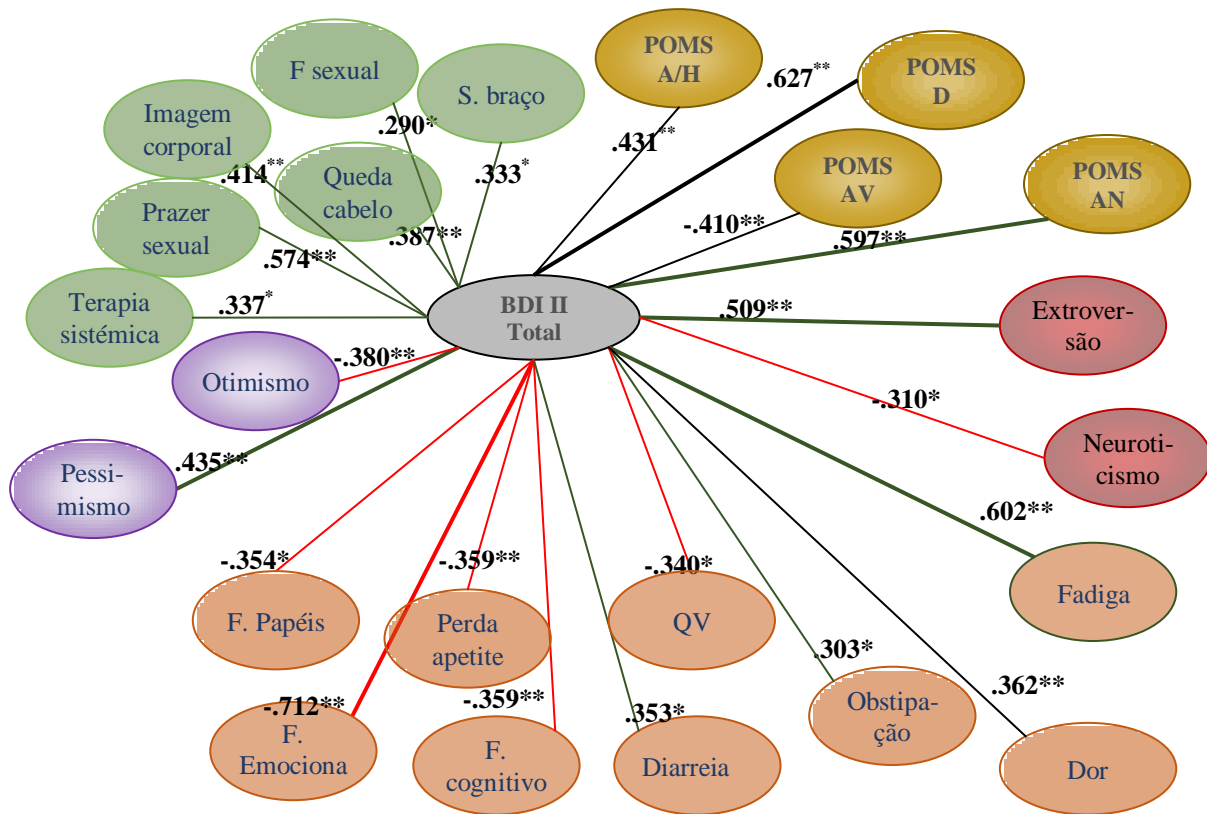 POMS
A/H
.627**
POMS
D
F sexual
S. braço
Imagem
corporal
.290*
.431**
.414**
Queda
cabelo
.333*
POMS
AV
POMS
AN
Prazer
sexual
.387**
-.410**
.597**
.574**
Terapia
sistémica
.337*
BDI II
Total
.509**
Extrover-
são
-.380**
Otimismo
-.310*
Neuroti-
cismo
.435**
Pessi-
mismo
.602**
-.354*
-.359**
-.340*
Fadiga
F. Papéis
Perda
apetite
QV
.303*
.362**
-.712**
F.
Emociona
-.359**
F.
cognitivo
.353*
Diarreia
Obstipa-
ção
Dor